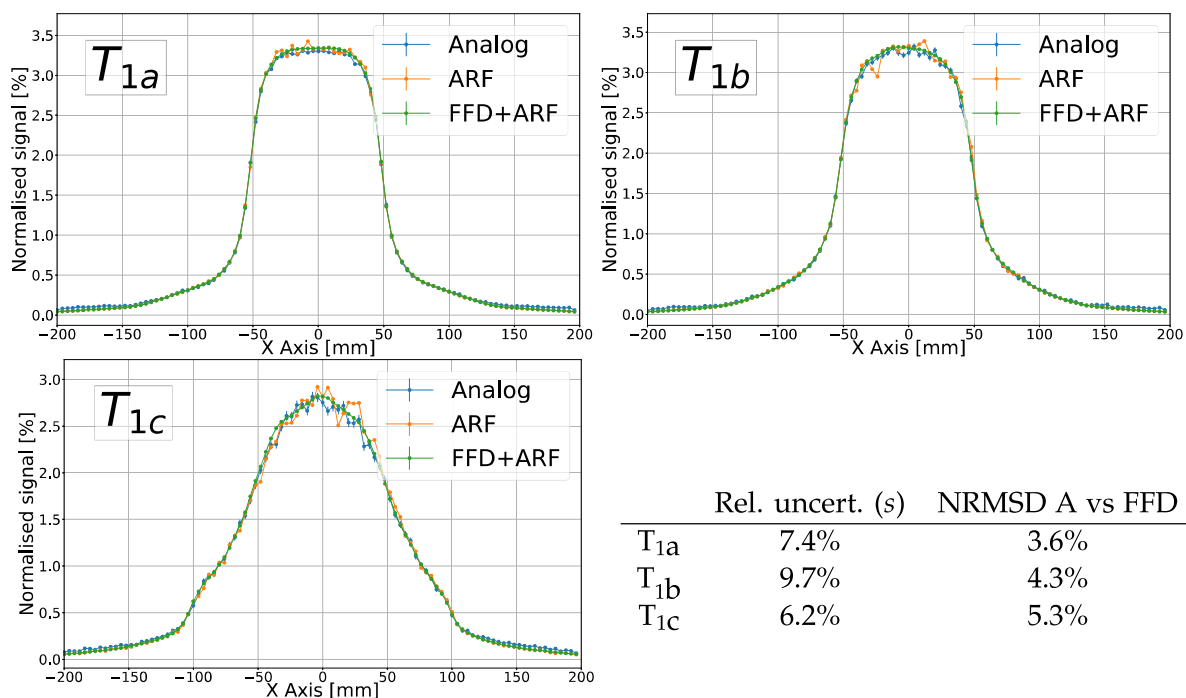 T1a
Analog
ARF
FFD+ARF
Normalised signal [%]
3.5
3.0
2.5
2.0
1.5
1.0
0.5
0.0
−200 −150 −100 −50 0 50 100 150 200
X Axis [mm]
T1b
Analog
ARF
FFD+ARF
Normalised signal [%]
3.5
3.0
2.5
2.0
1.5
1.0
0.5
0.0
−200 −150 −100 −50 0 50 100 150 200
X Axis [mm]
T1c
Analog
ARF
FFD+ARF
Normalised signal [%]
3.0
2.5
2.0
1.5
1.0
0.5
0.0
−200 −150 −100 −50 0 50 100 150 200
X Axis [mm]
Rel. uncert. (s) NRMSD A vs FFD
T1a 7.4% 3.6%
T1b 9.7% 4.3%
T1c 6.2% 5.3%